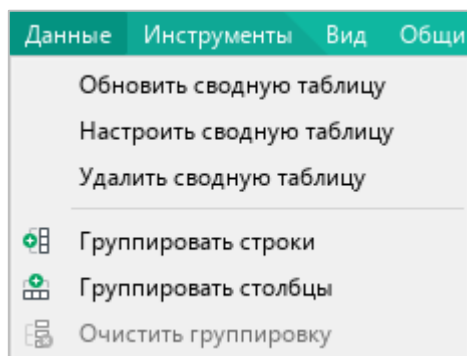 Данные Инструменты Вид Общи
Обновить сводную таблицу
Настроить сводную таблицу
Удалить сводную таблицу
Группировать строки
Группировать столбцы
Очистить группировку